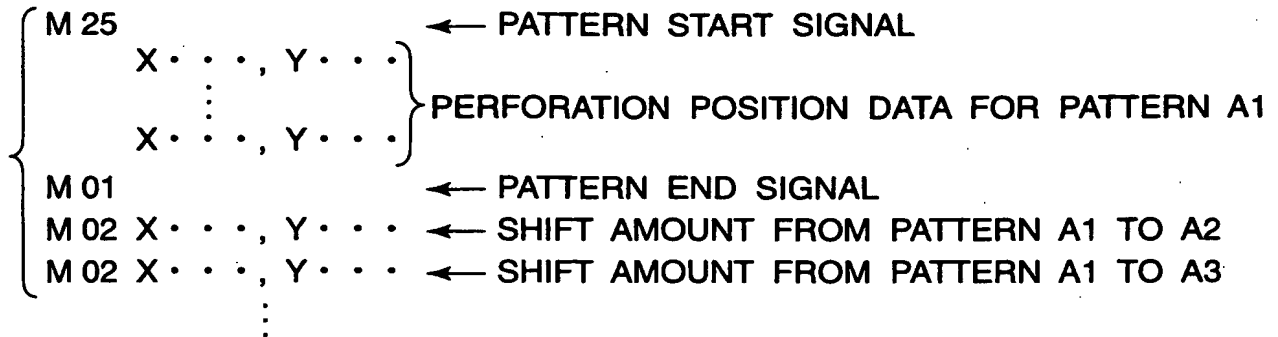 M 25 ← PATTERN START SIGNAL
X · · · , Y · · ·
⋮ PERFORATION POSITION DATA FOR PATTERN A1
X · · · , Y · · ·
M 01 ← PATTERN END SIGNAL
M 02 X · · · , Y · · · ← SHIFT AMOUNT FROM PATTERN A1 TO A2
M 02 X · · · , Y · · · ← SHIFT AMOUNT FROM PATTERN A1 TO A3
⋮